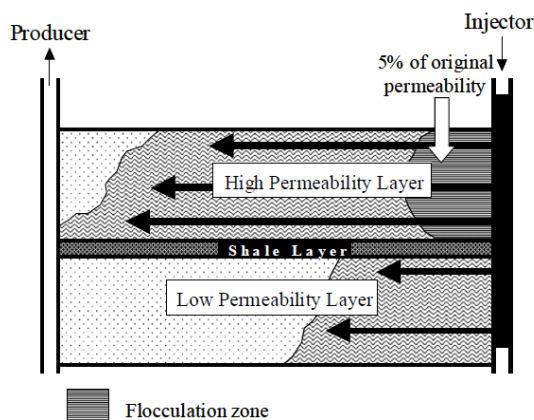 Producer
Injector
5% of original
permeability
High Permeability Layer
Shale Layer
Low Permeability Layer
Flocculation zone